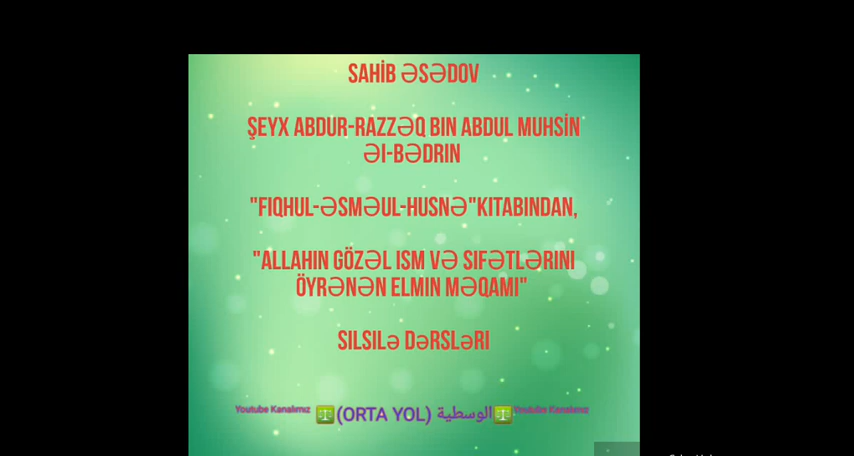 SAHİB ƏSƏDOV
ŞEYX ABDUR-RAZZƏQ BIN ABDUL MUHSİN
ƏI-BƏDRIN
"FIQHUL-ƏSMƏUL-HUSNƏ"KITABINDAN,
"ALLAHIN GÖZƏL ISM VƏ SIFƏTLƏRINI
ÖYRƏNƏN ELMIN MƏQAMI"
SILSILə DəRSLəRI
Youtube Kanalımız (ORTA YOL) الوسطية Youtube Kanalımız